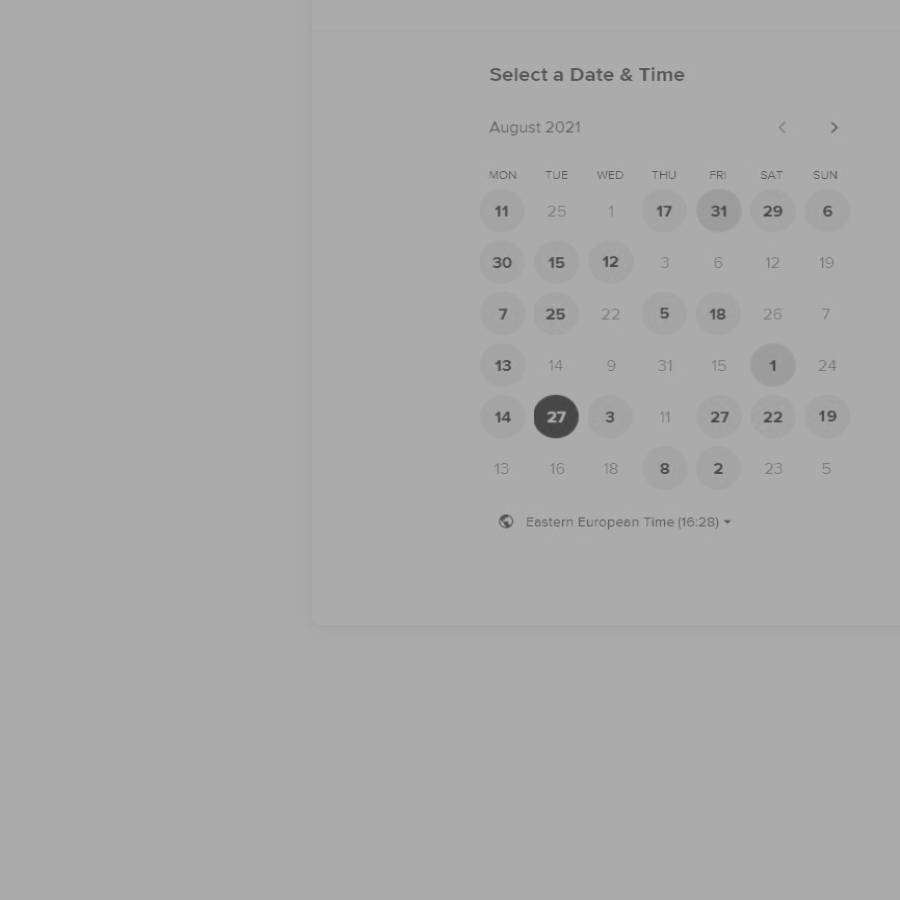 Select a Date & Time
August 2021
MON TUE WED THU FRI SAT SUN
11 25 1 17 31 29 6
30 15 12 3 6 12 19
7 25 22 5 18 26 7
13 14 9 31 15 1 24
14 27 3 11 27 22 19
13 16 18 8 2 23 5
Eastern European Time (16:28)